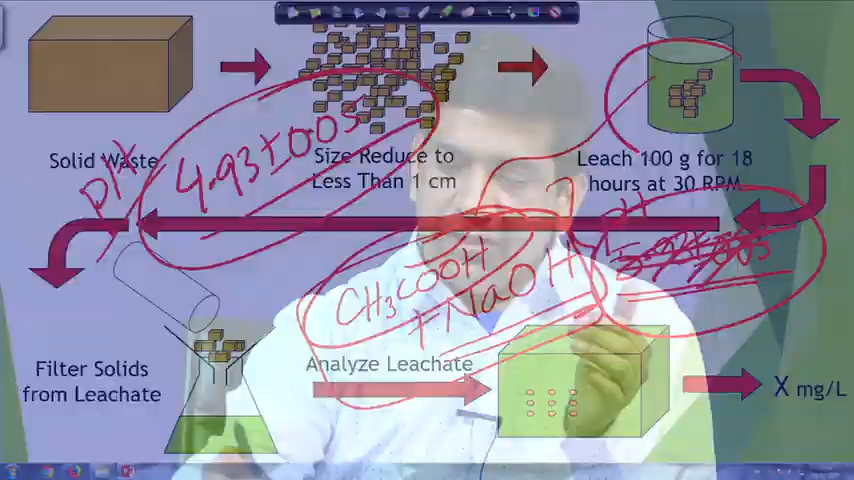 Solid Waste
Size Reduce to
Less Than 1 cm
Leach 100 g for 18
hours at 30 RPM
pH
4.93±0.05
pH
CH3COOH
+NaOH
Filter Solids
from Leachate
Analyze Leachate
X mg/L